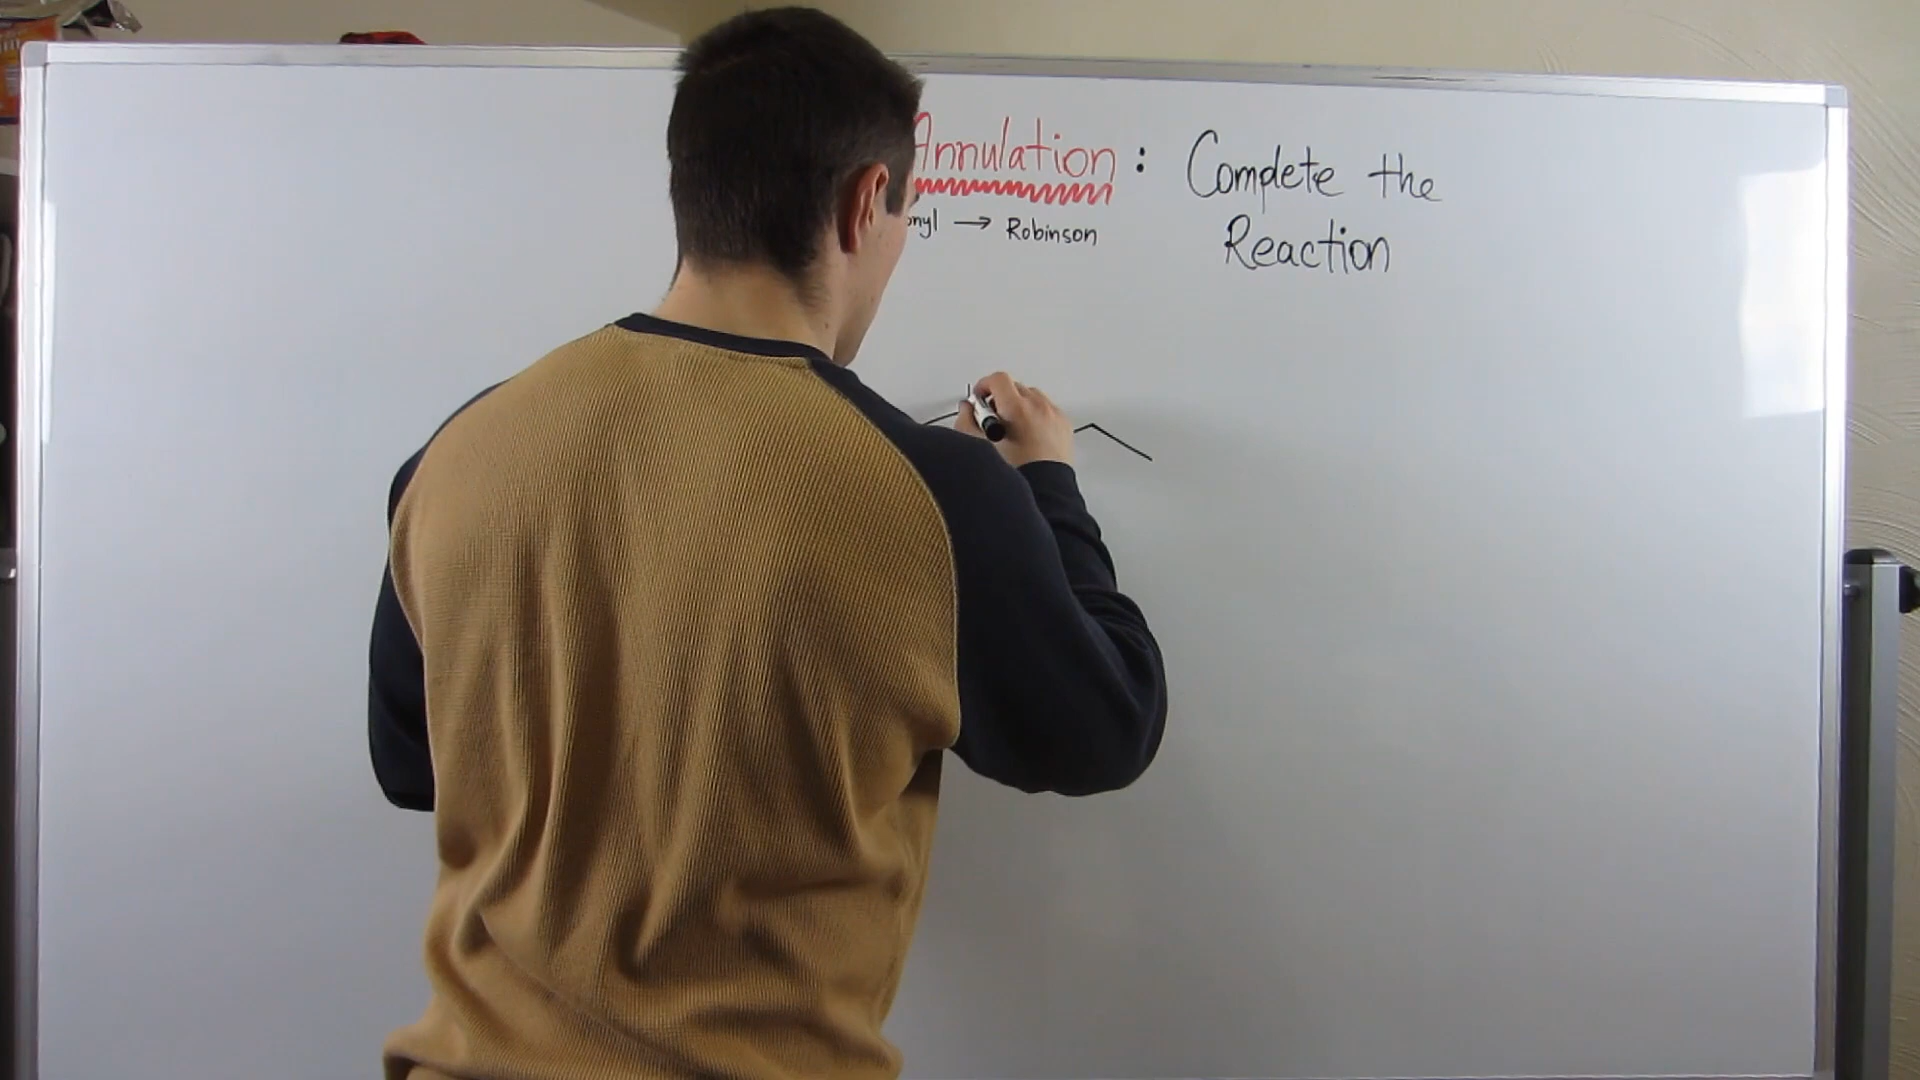 Annulation : Complete the
Reaction
onyl → Robinson